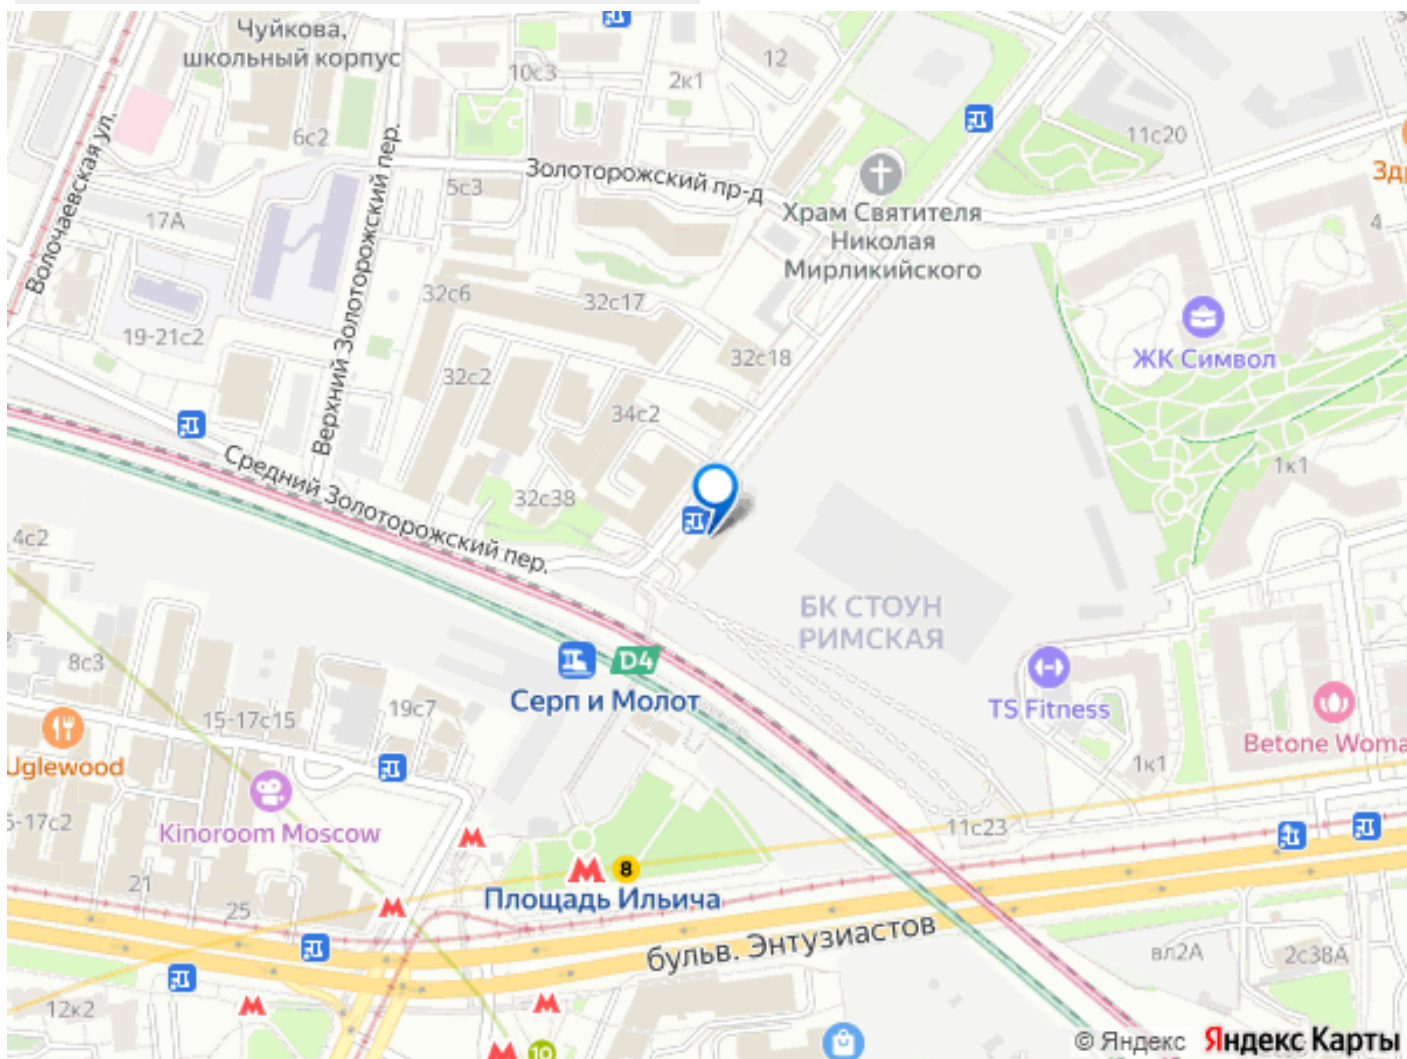 Чуйкова,
школьный корпус
10с3
2к1
12
11с20
6с2
Волочаевская ул.
Верхний Золоторожский пер.
5с3
Золоторожский пр-д
17А
Храм Святителя
Николая
Мирликийского
4
32с6
32с17
19-21с2
32с18
ЖК Символ
32с2
34с2
1к1
Средний Золоторожский пер.
32с38
4с2
БК СТОУН
РИМСКАЯ
D4
Серп и Молот
8с3
19с7
15-17с15
TS Fitness
Betone Woma
Uglewood
1к1
Kinoroom Moscow
11с23
8
Площадь Ильича
21
25
бульв. Энтузиастов
вл2А
2с38А
12к2
10
© Яндекс Яндекс Карты